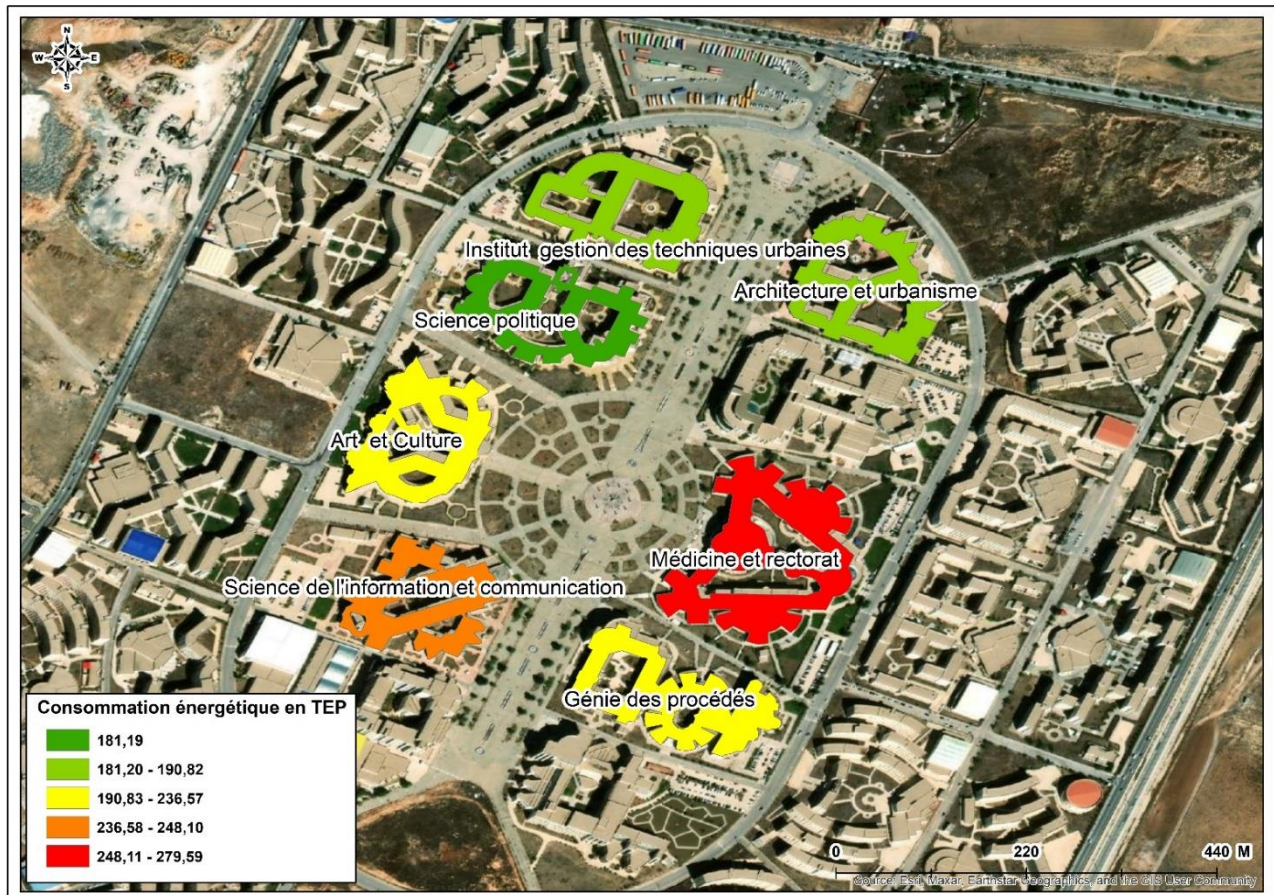 N
W E
S
Institut gestion des techniques urbaines
Architecture et urbanisme
Science politique
Art et Culture
Médicine et rectorat
Science de l'information et communication
Génie des procédés
Consommation énergétique en TEP
181,19
181,20 - 190,82
190,83 - 236,57
236,58 - 248,10
248,11 - 279,59
0 220 440 M
Source: Esri, Maxar, Earthstar Geographics, and the GIS User Community